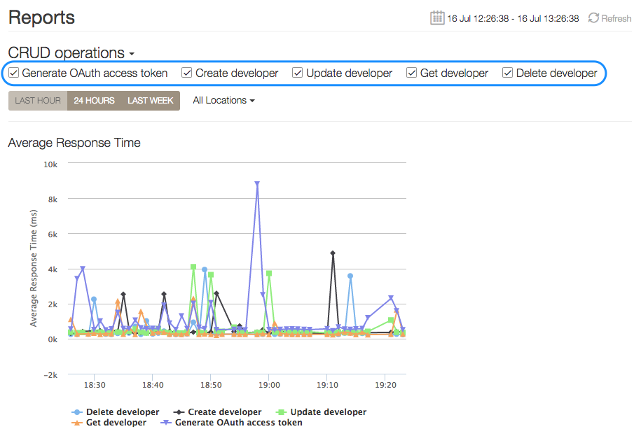 Reports
16 Jul 12:26:38 - 16 Jul 13:26:38 Refresh
CRUD operations
Generate OAuth access token Create developer Update developer Get developer Delete developer
LAST HOUR 24 HOURS LAST WEEK All Locations
Average Response Time
10k
8k
6k
4k
2k
0k
-2k
Average Response Time (ms)
18:30 18:40 18:50 19:00 19:10 19:20
Delete developer Create developer Update developer
Get developer Generate OAuth access token